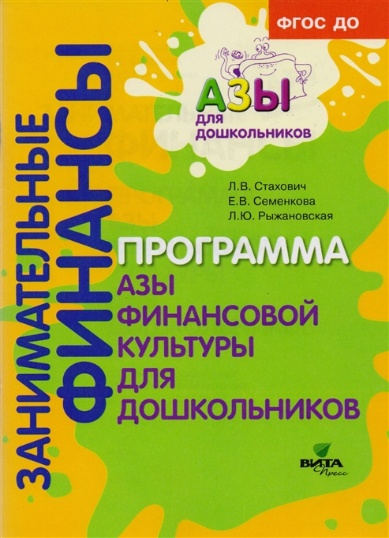 ФГОС ДО
АЗЫ
ДЛЯ
ДОШКОЛЬНИКОВ
Л.В. Стахович
Е.В. Семенкова
Л.Ю. Рыжановская
ЗАНИМАТЕЛЬНЫЕ
ФИНАНСЫ
ПРОГРАММА
АЗЫ
ФИНАНСОВОЙ
КУЛЬТУРЫ
ДЛЯ
ДОШКОЛЬНИКОВ
ВИТА
Пресс